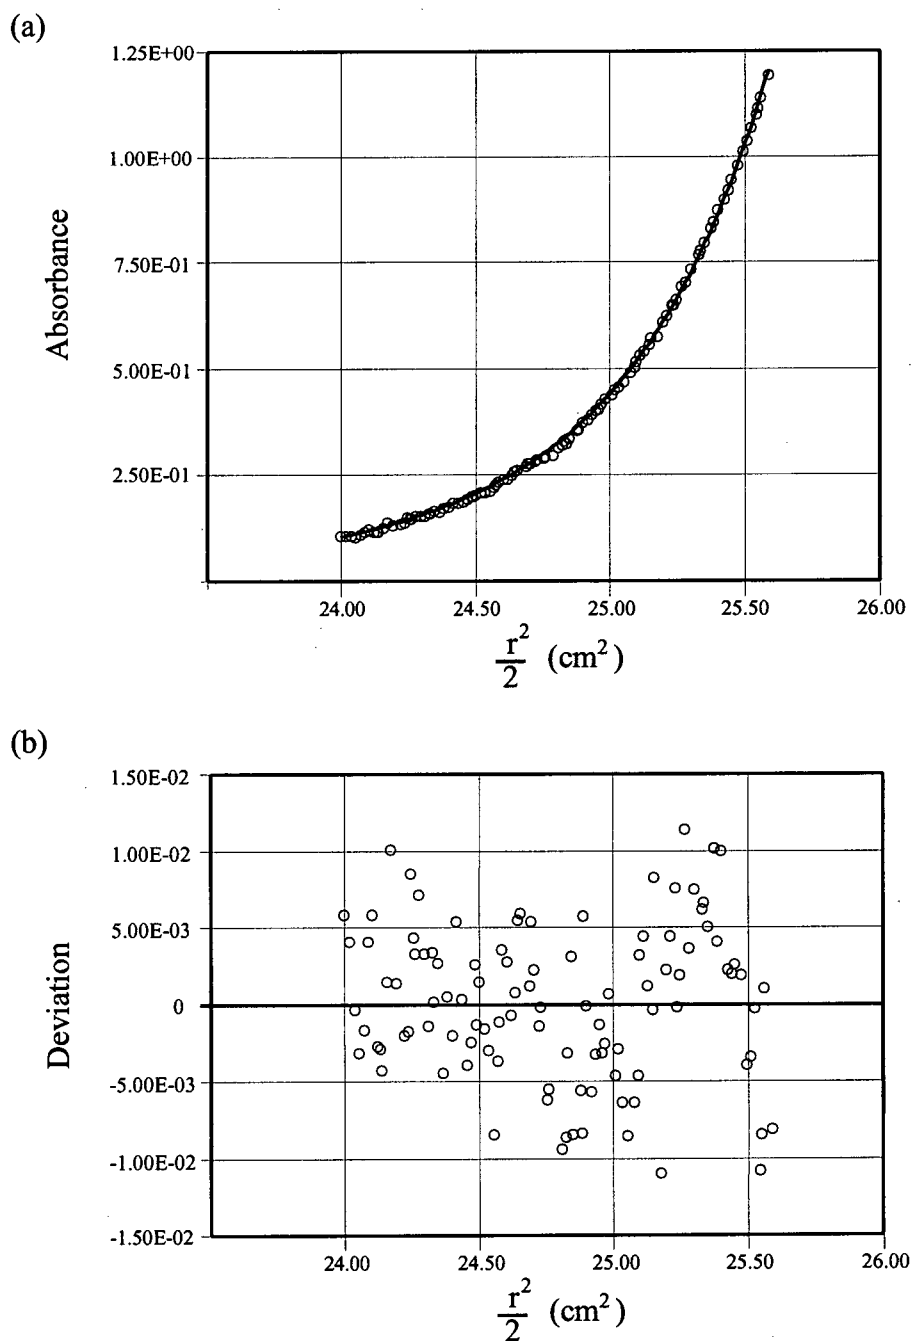 (a)
1.25E+00
1.00E+00
7.50E-01
5.00E-01
2.50E-01
Absorbance
24.00 24.50 25.00 25.50 26.00
r²/2 (cm²)
(b)
1.50E-02
1.00E-02
5.00E-03
0
-5.00E-03
-1.00E-02
-1.50E-02
Deviation
24.00 24.50 25.00 25.50 26.00
r²/2 (cm²)